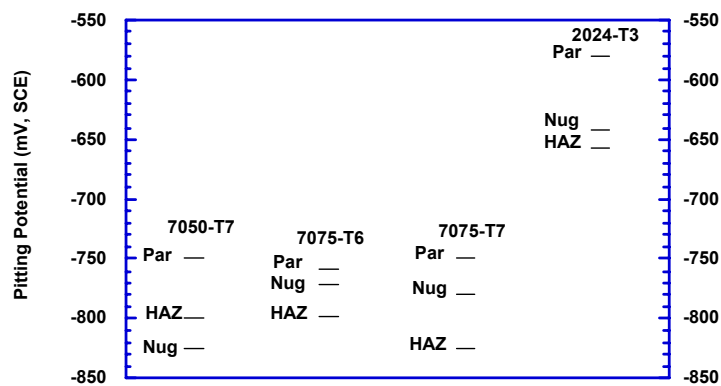 Pitting Potential (mV, SCE)
-550
-600
-650
-700
-750
-800
-850
-550
-600
-650
-700
-750
-800
-850
7050-T7
Par
HAZ
Nug
7075-T6
Par
Nug
HAZ
7075-T7
Par
Nug
HAZ
2024-T3
Par
Nug
HAZ